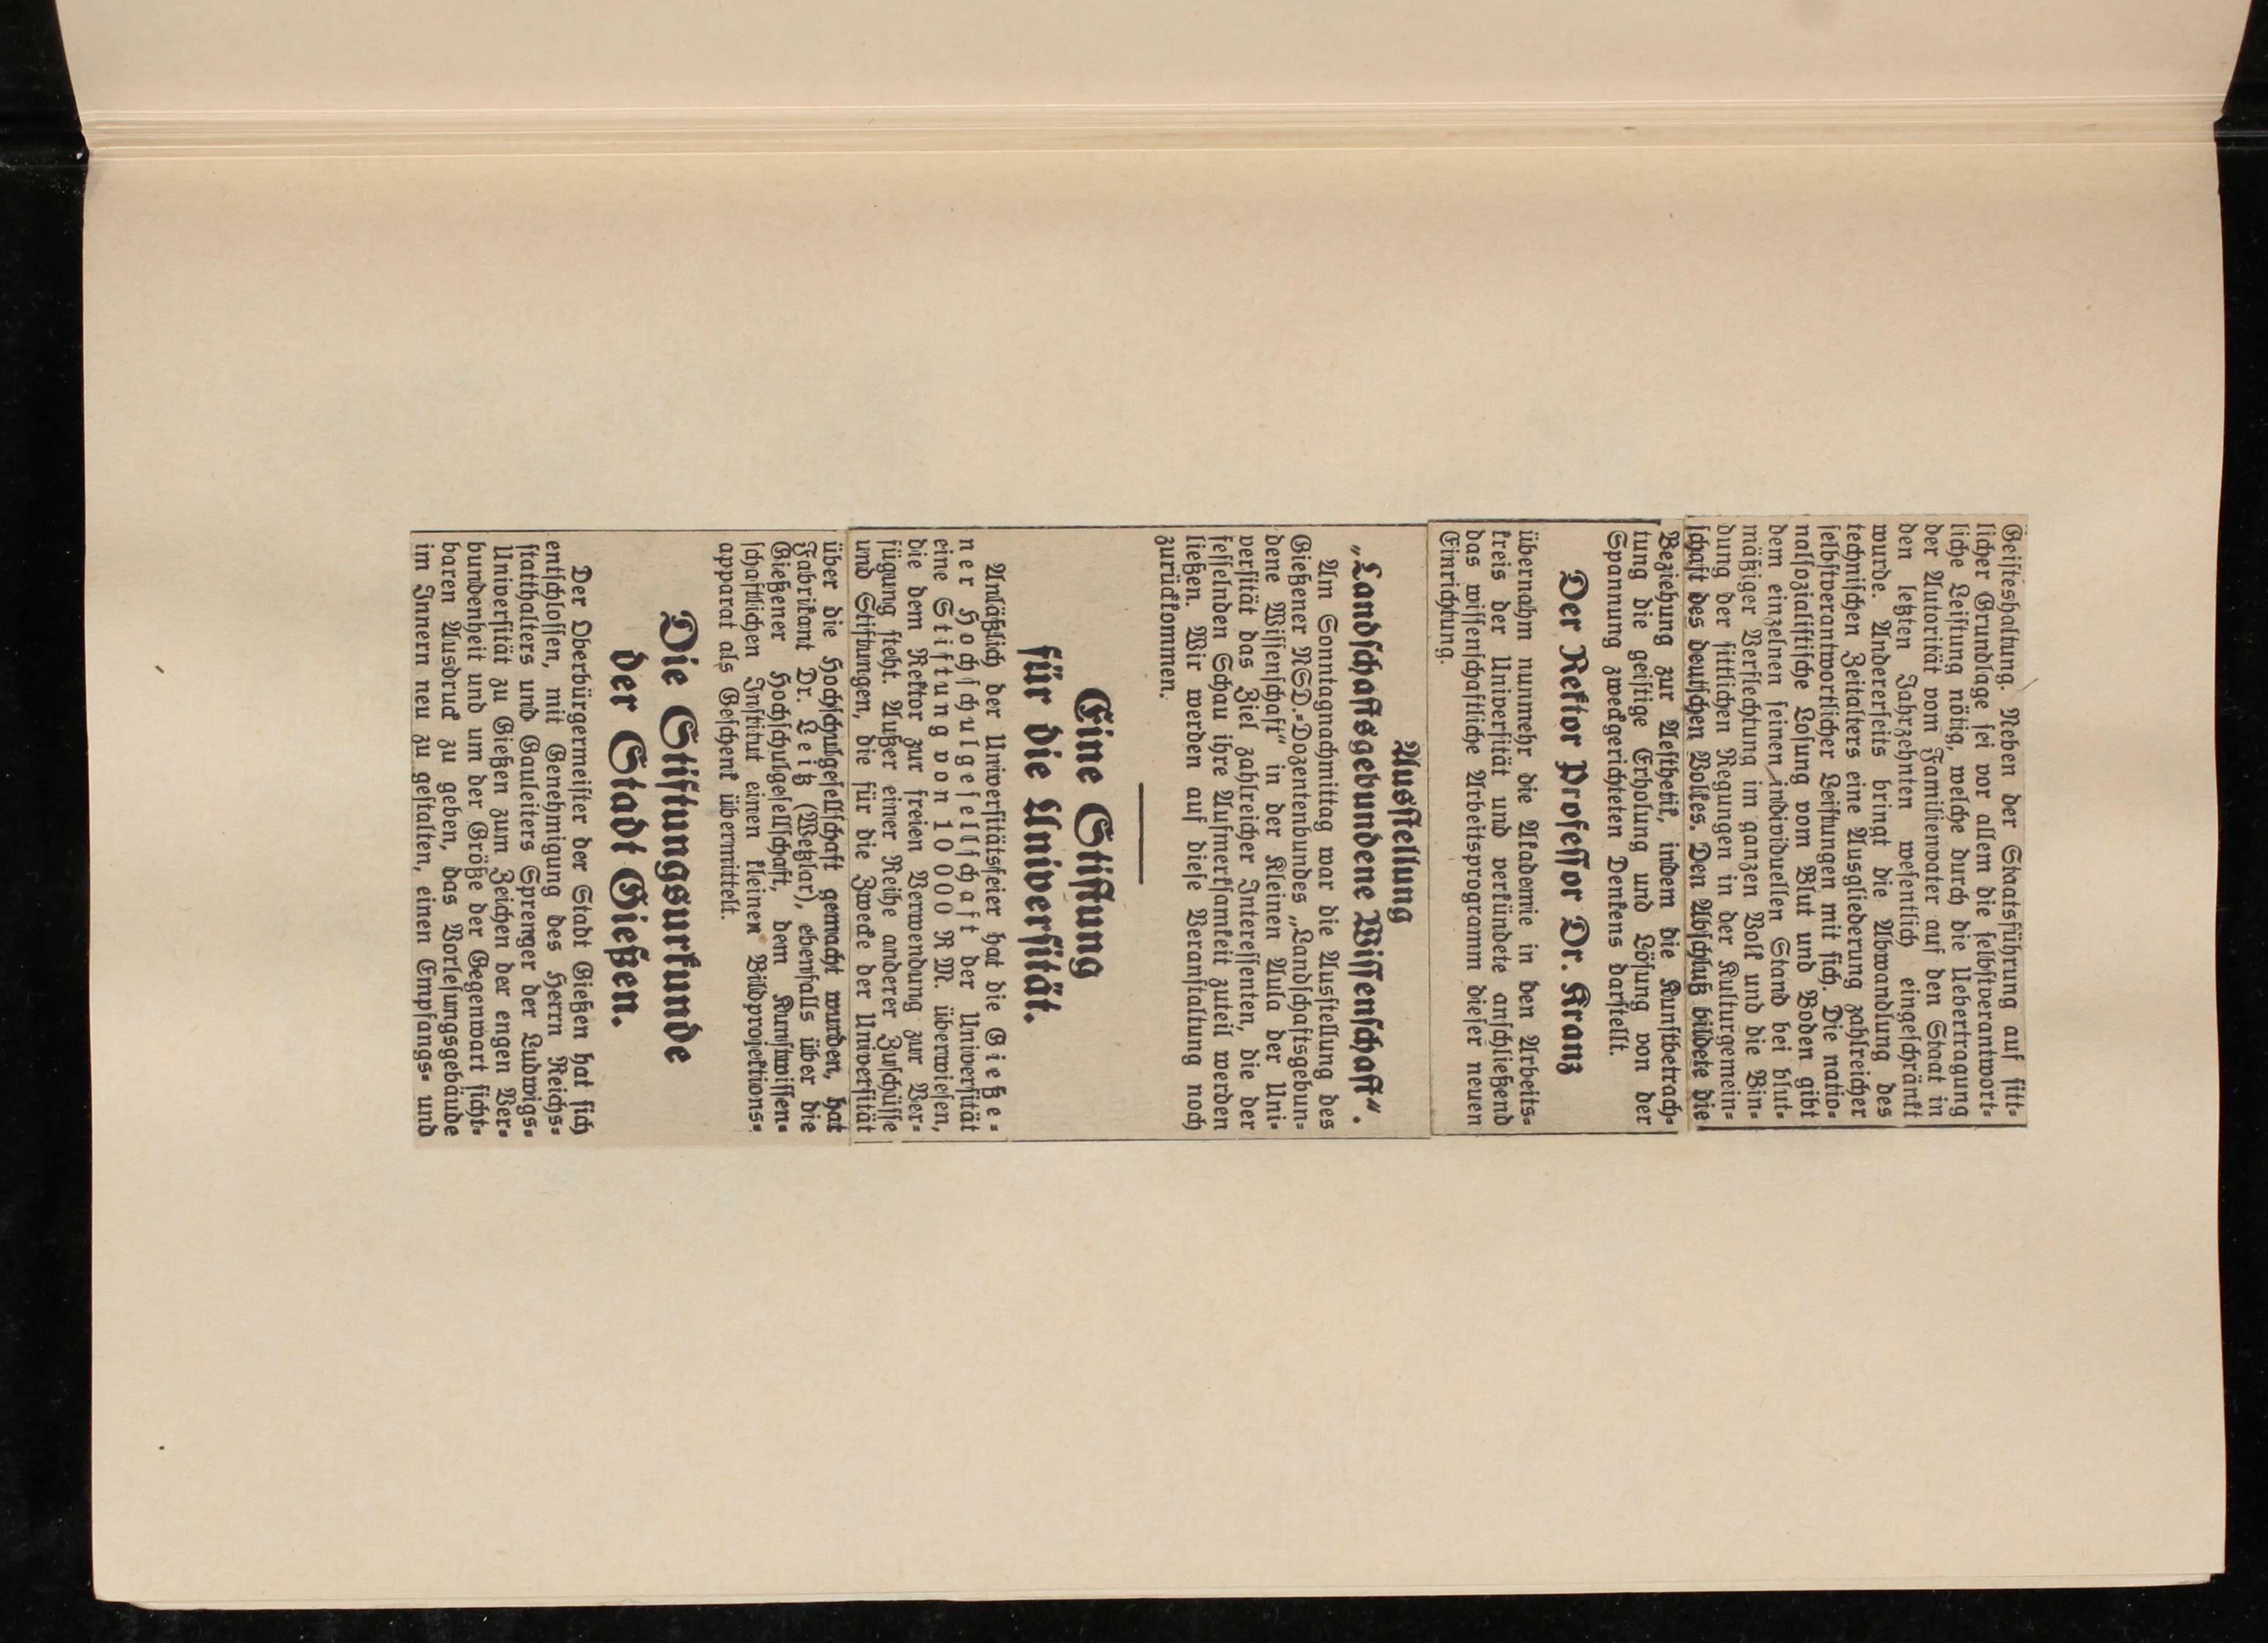 Geisteshaltung. Neben der Staatsführung auf sitt-
licher Grundlage sei vor allem die selbstverantwort-
liche Leistung nötig, welche durch die Uebertragung
der Autorität vom Familienvater auf den Staat in
den letzten Jahrzehnten wesentlich eingeschränkt
wurde. Andererseits bringt die Abwandlung des
technischen Zeitalters eine Ausgliederung zahlreicher
selbstverantwortlicher Leistungen mit sich. Die natio-
nalsozialistische Losung vom Blut und Boden gibt
dem einzelnen seinen individuellen Stand bei blut-
mäßiger Verflechtung im ganzen Volk und die Bin-
dung der sittlichen Regungen in der Kulturgemein-
schaft des deutschen Volkes. Den Abschluß bildete die
Beziehung zur Aesthetik, indem die Kunstbetrach-
tung die geistige Erholung und Lösung von der
Spannung zweckgerichteten Denkens darstellt.
Der Rektor Professor Dr. Kranz
übernahm nunmehr die Akademie in den Arbeits-
kreis der Universität und verkündete anschließend
das wissenschaftliche Arbeitsprogramm dieser neuen
Einrichtung.
Ausstellung
„Landschaftsgebundene Wissenschaft“.
Am Sonntagnachmittag war die Ausstellung des
Gießener NSD.-Dozentenbundes „Landschaftsgebun-
dene Wissenschaft“ in der Kleinen Aula der Uni-
versität das Ziel zahlreicher Interessenten, die der
fesselnden Schau ihre Aufmerksamkeit zuteil werden
ließen. Wir werden auf diese Veranstaltung noch
zurückkommen.
Eine Stiftung
für die Universität.
Anläßlich der Universitätsfeier hat die Gieße-
ner Hochschulgesellschaft der Universität
eine Stiftung von 10 000 RM. überwiesen,
die dem Rektor zur freien Verwendung zur Ver-
fügung steht. Außer einer Reihe anderer Zuschüsse
und Stiftungen, die für die Zwecke der Universität
über die Hochschulgesellschaft gemacht wurden, hat
Fabrikant Dr. Leitz (Wetzlar), ebenfalls über die
Gießener Hochschulgesellschaft, dem Kunstwissen-
schaftlichen Institut einen kleinen Bildprojektions-
apparat als Geschenk übermittelt.
Die Stiftungsurkunde
der Stadt Gießen.
Der Oberbürgermeister der Stadt Gießen hat sich
entschlossen, mit Genehmigung des Herrn Reichs-
statthalters und Gauleiters Sprenger der Ludwigs-
Universität zu Gießen zum Zeichen der engen Ver-
bundenheit und um der Größe der Gegenwart sicht-
baren Ausdruck zu geben, das Vorlesungsgebäude
im Innern neu zu gestalten, einen Empfangs- und